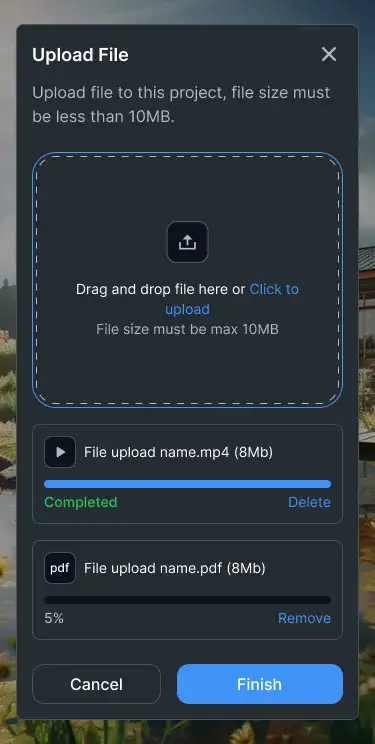 Upload File
Upload file to this project, file size must
be less than 10MB.
Drag and drop file here or Click to
upload
File size must be max 10MB
File upload name.mp4 (8Mb)
Completed Delete
pdf File upload name.pdf (8Mb)
5% Remove
Cancel Finish